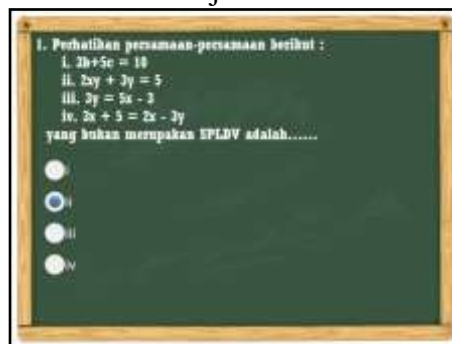 1. Perhatikan persamaan-persamaan berikut :
i. 3b+5c = 10
ii. 2xy + 3y = 5
iii. 3y = 5x - 3
iv. 3x + 5 = 2x - 3y
yang bukan merupakan SPLDV adalah......
i
ii
iii
iv